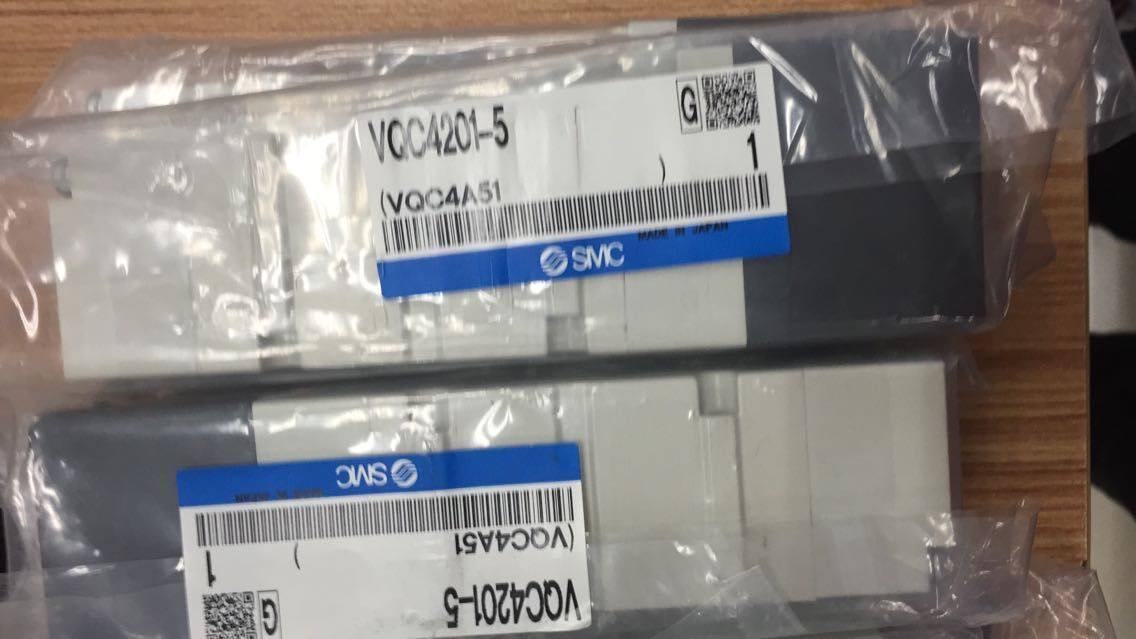 VQC4201-5
G
1
(VQC4A51 )
MADE IN JAPAN
SMC
VQC4201-5
G
1
(VQC4A51 )
MADE IN JAPAN
SMC